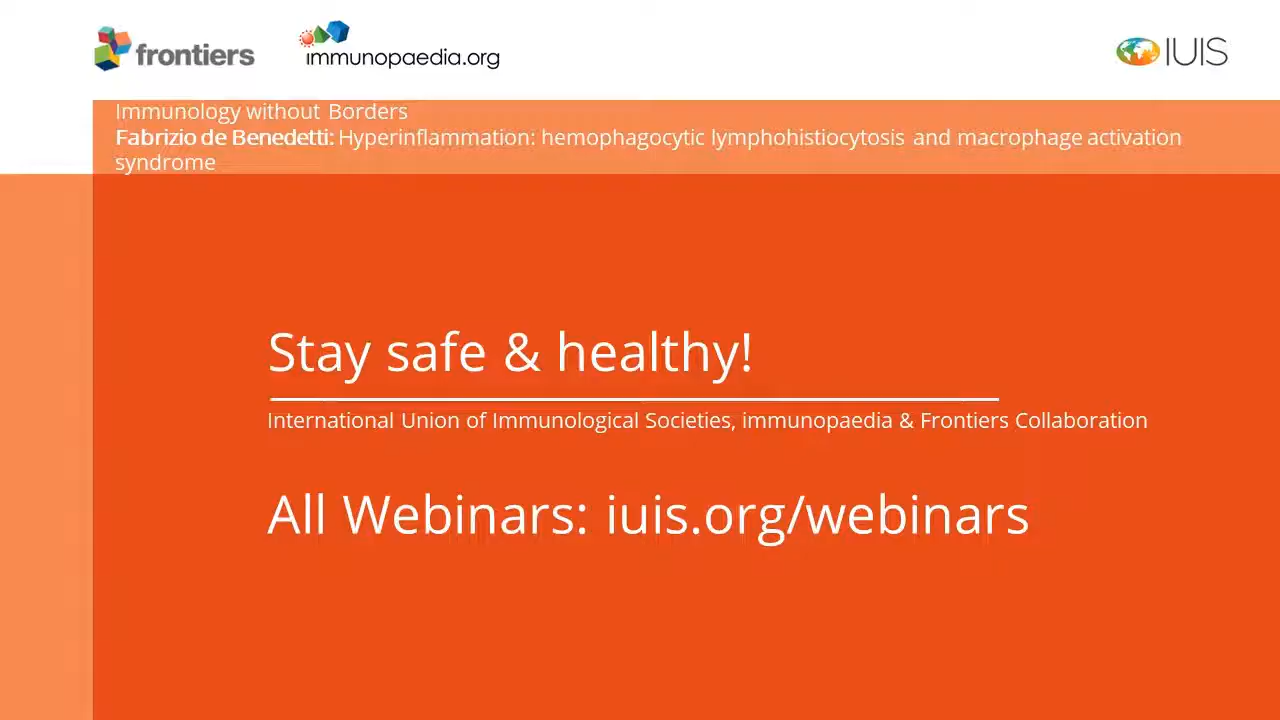 frontiers
immunopaedia.org
IUIS
Immunology without Borders
Fabrizio de Benedetti: Hyperinflammation: hemophagocytic lymphohistiocytosis and macrophage activation
syndrome
Stay safe & healthy!
International Union of Immunological Societies, immunopaedia & Frontiers Collaboration
All Webinars: iuis.org/webinars